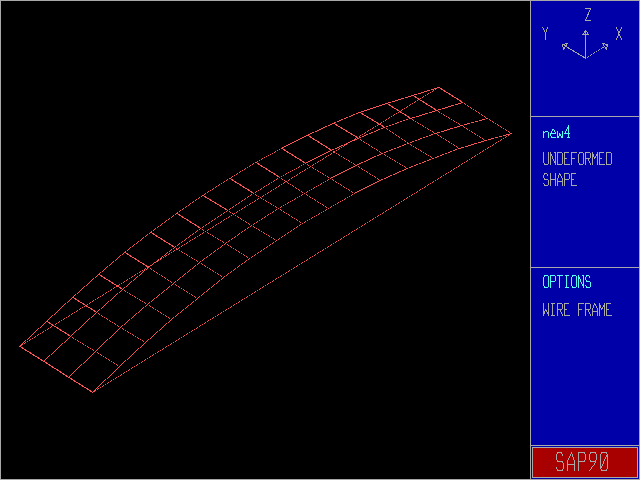 Z
Y X
new4
UNDEFORMED
SHAPE
OPTIONS
WIRE FRAME
SAP90